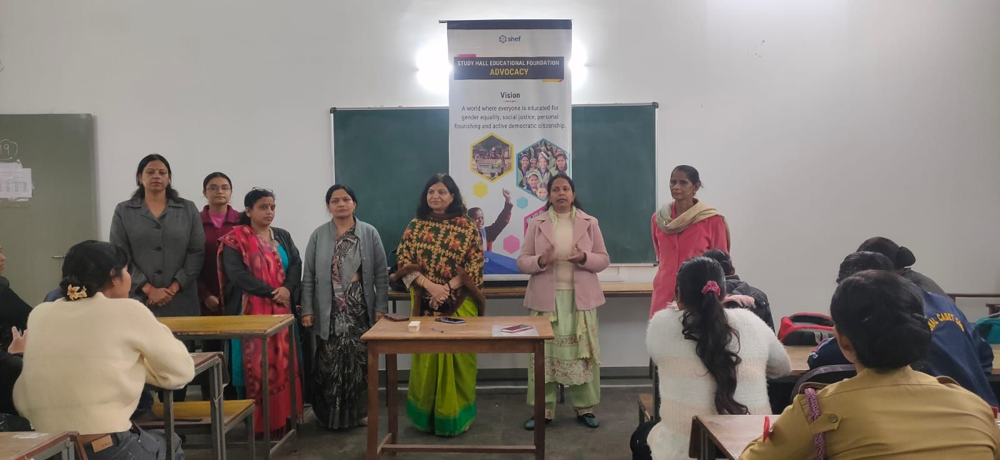 shef
STUDY HALL EDUCATIONAL FOUNDATION
ADVOCACY
Vision
A world where everyone is educated for
gender equality, social justice, personal
flourishing and active democratic citizenship.
19